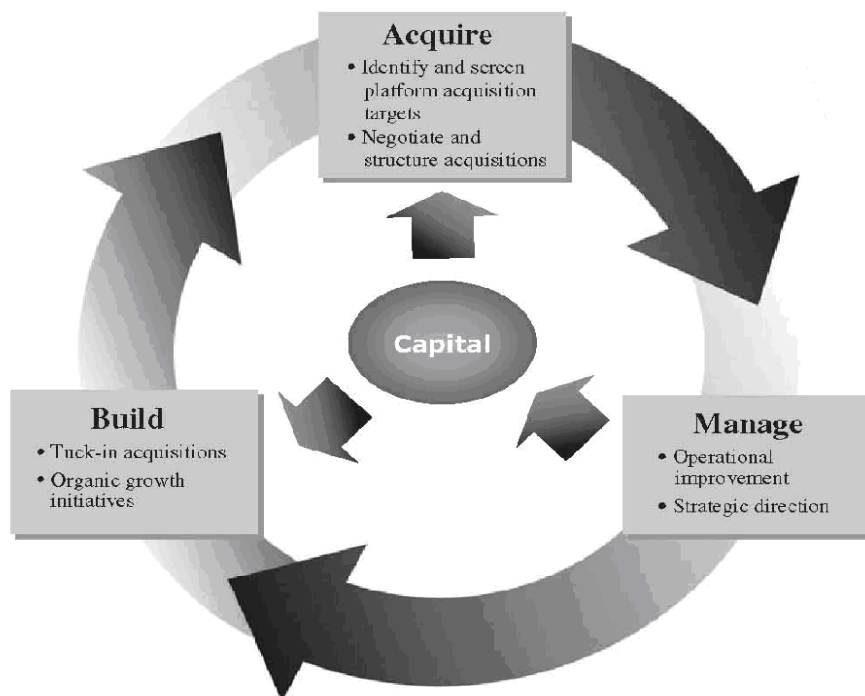 Acquire
• Identify and screen
platform acquisition
targets
• Negotiate and
structure acquisitions
Capital
Build
• Tuck-in acquisitions
• Organic growth
initiatives
Manage
• Operational
improvement
• Strategic direction